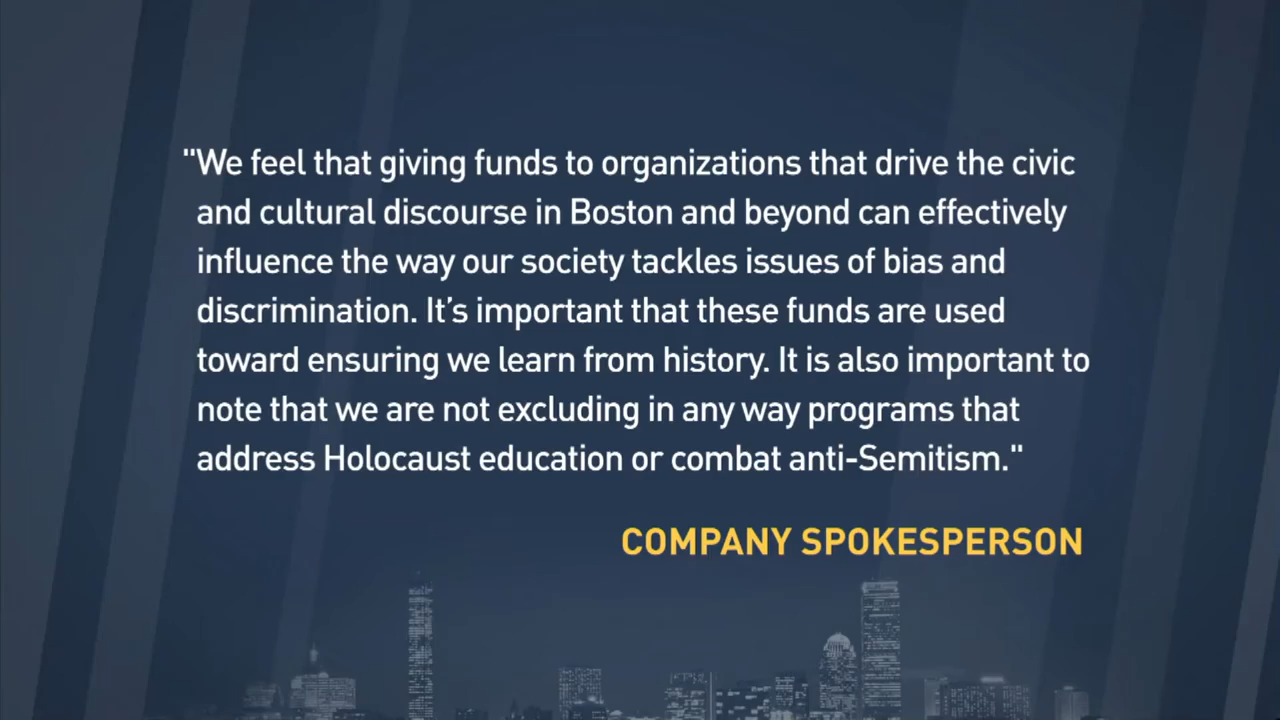 "We feel that giving funds to organizations that drive the civic
and cultural discourse in Boston and beyond can effectively
influence the way our society tackles issues of bias and
discrimination. It’s important that these funds are used
toward ensuring we learn from history. It is also important to
note that we are not excluding in any way programs that
address Holocaust education or combat anti-Semitism."
COMPANY SPOKESPERSON